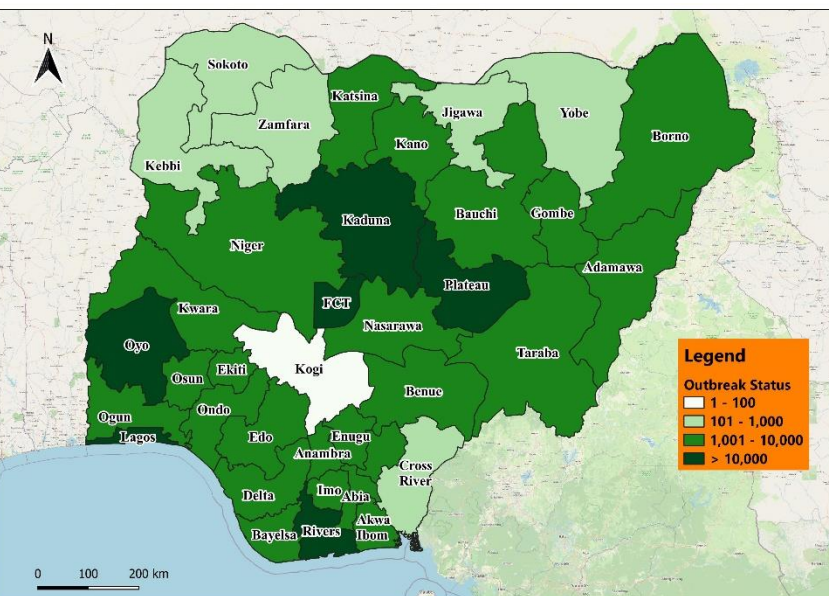 N
Sokoto
Katsina
Jigawa
Yobe
Zamfara
Borno
Kano
Kebbi
Kaduna
Bauchi
Gombe
Niger
Adamawa
Plateau
FCT
Kwara
Nasarawa
Oyo
Taraba
Kogi
Ekiti
Osun
Benue
Ogun
Ondo
Lagos
Edo
Enugu
Anambra
Cross
River
Delta
Imo
Abia
Akwa
Ibom
Bayelsa
Rivers
Legend
Outbreak Status
1 - 100
101 - 1,000
1,001 - 10,000
> 10,000
0 100 200 km